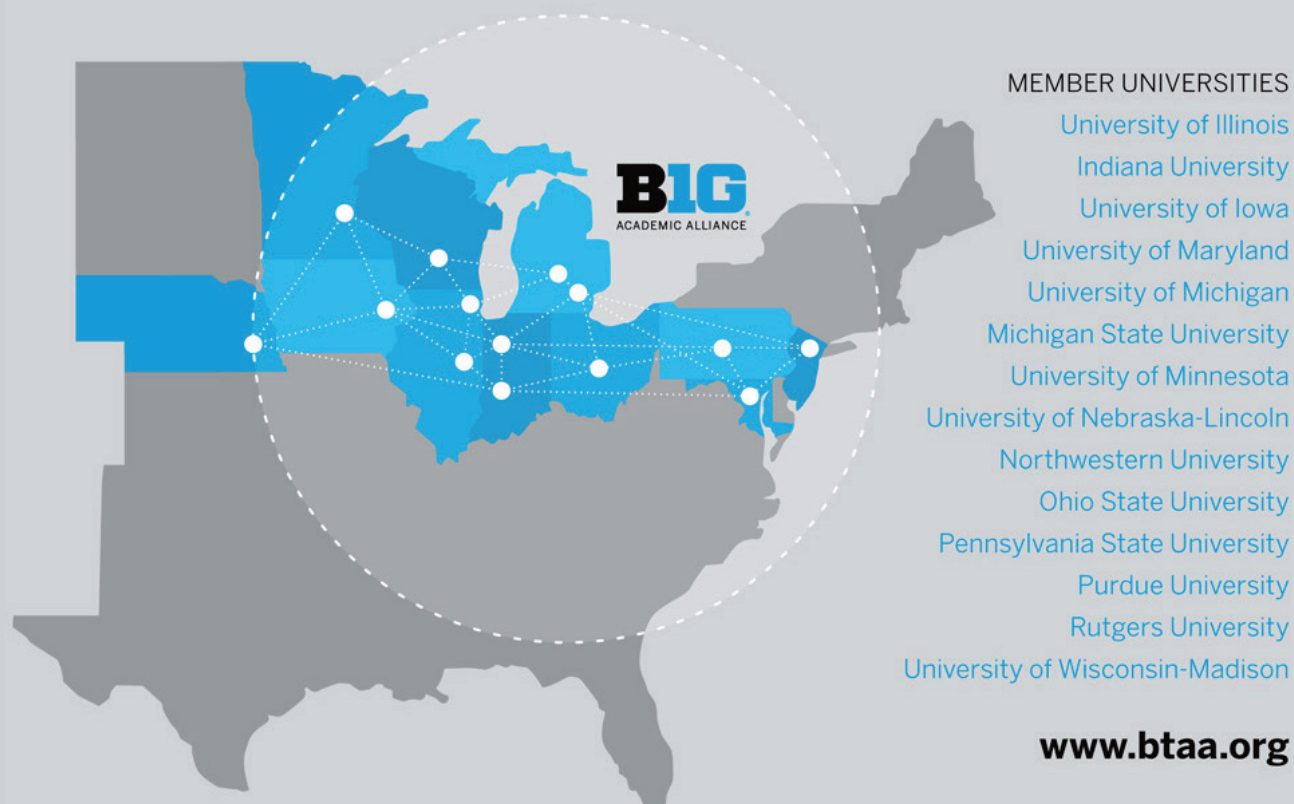 B1G
ACADEMIC ALLIANCE
MEMBER UNIVERSITIES
University of Illinois
Indiana University
University of Iowa
University of Maryland
University of Michigan
Michigan State University
University of Minnesota
University of Nebraska-Lincoln
Northwestern University
Ohio State University
Pennsylvania State University
Purdue University
Rutgers University
University of Wisconsin-Madison
www.btaa.org